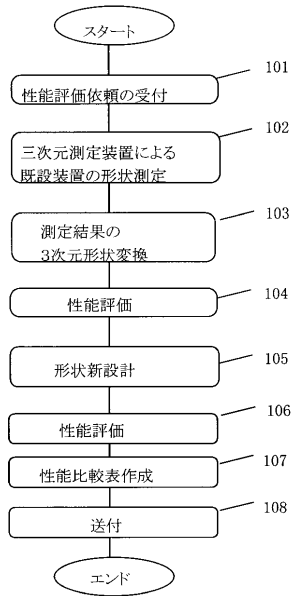 スタート
101
性能評価依頼の受付
102
三次元測定装置による
既設装置の形状測定
103
測定結果の
3次元形状変換
104
性能評価
105
形状新設計
106
性能評価
107
性能比較表作成
108
送付
エンド